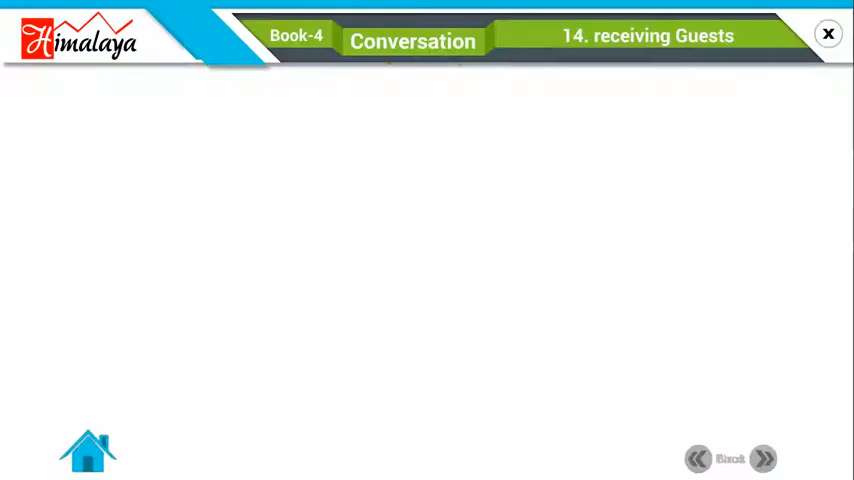 Himalaya
Book-4
Conversation
14. receiving Guests
x